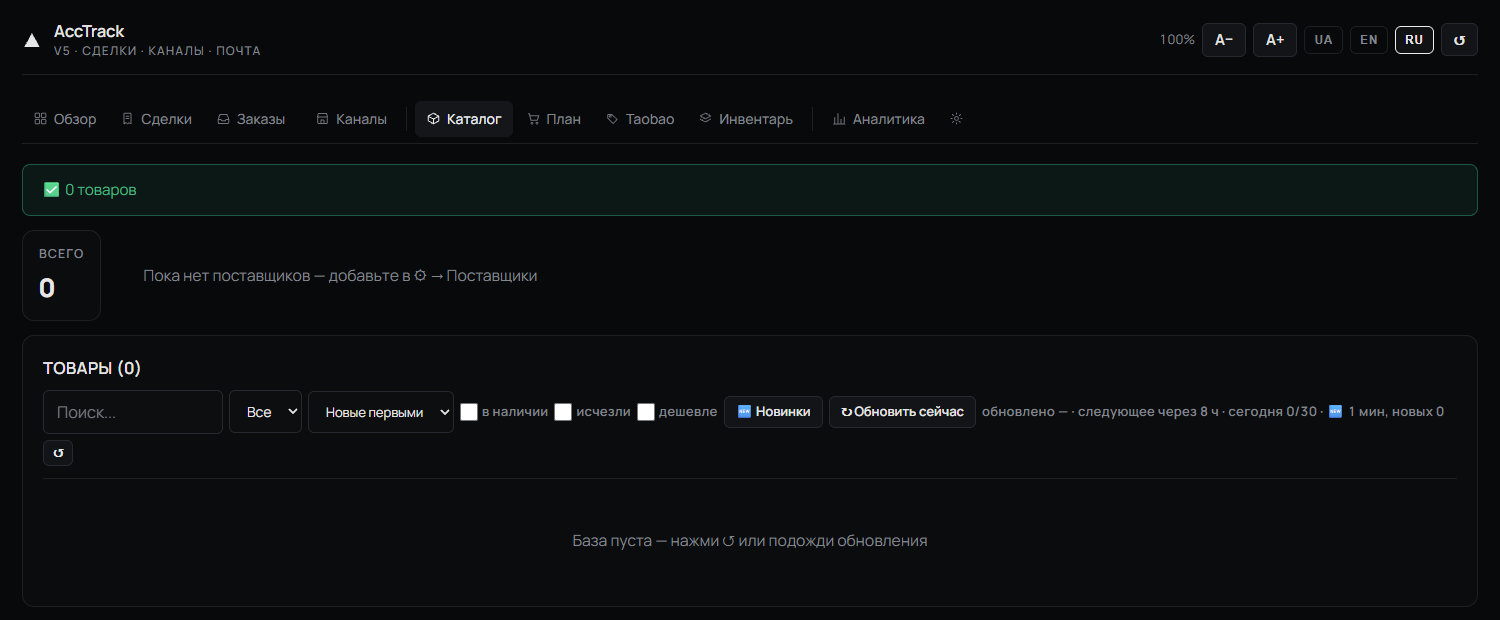 AccTrack
V5 · СДЕЛКИ · КАНАЛЫ · ПОЧТА
100% A− A+ UA EN RU ↺
Обзор Сделки Заказы Каналы Каталог План Taobao Инвентарь Аналитика
✅ 0 товаров
ВСЕГО
0
Пока нет поставщиков — добавьте в ⚙ → Поставщики
ТОВАРЫ (0)
Поиск... Все Новые первыми в наличии исчезли дешевле 🆕 Новинки ↻ Обновить сейчас обновлено — · следующее через 8 ч · сегодня 0/30 · 🆕 1 мин, новых 0
↺
База пуста — нажми ↺ или подожди обновления